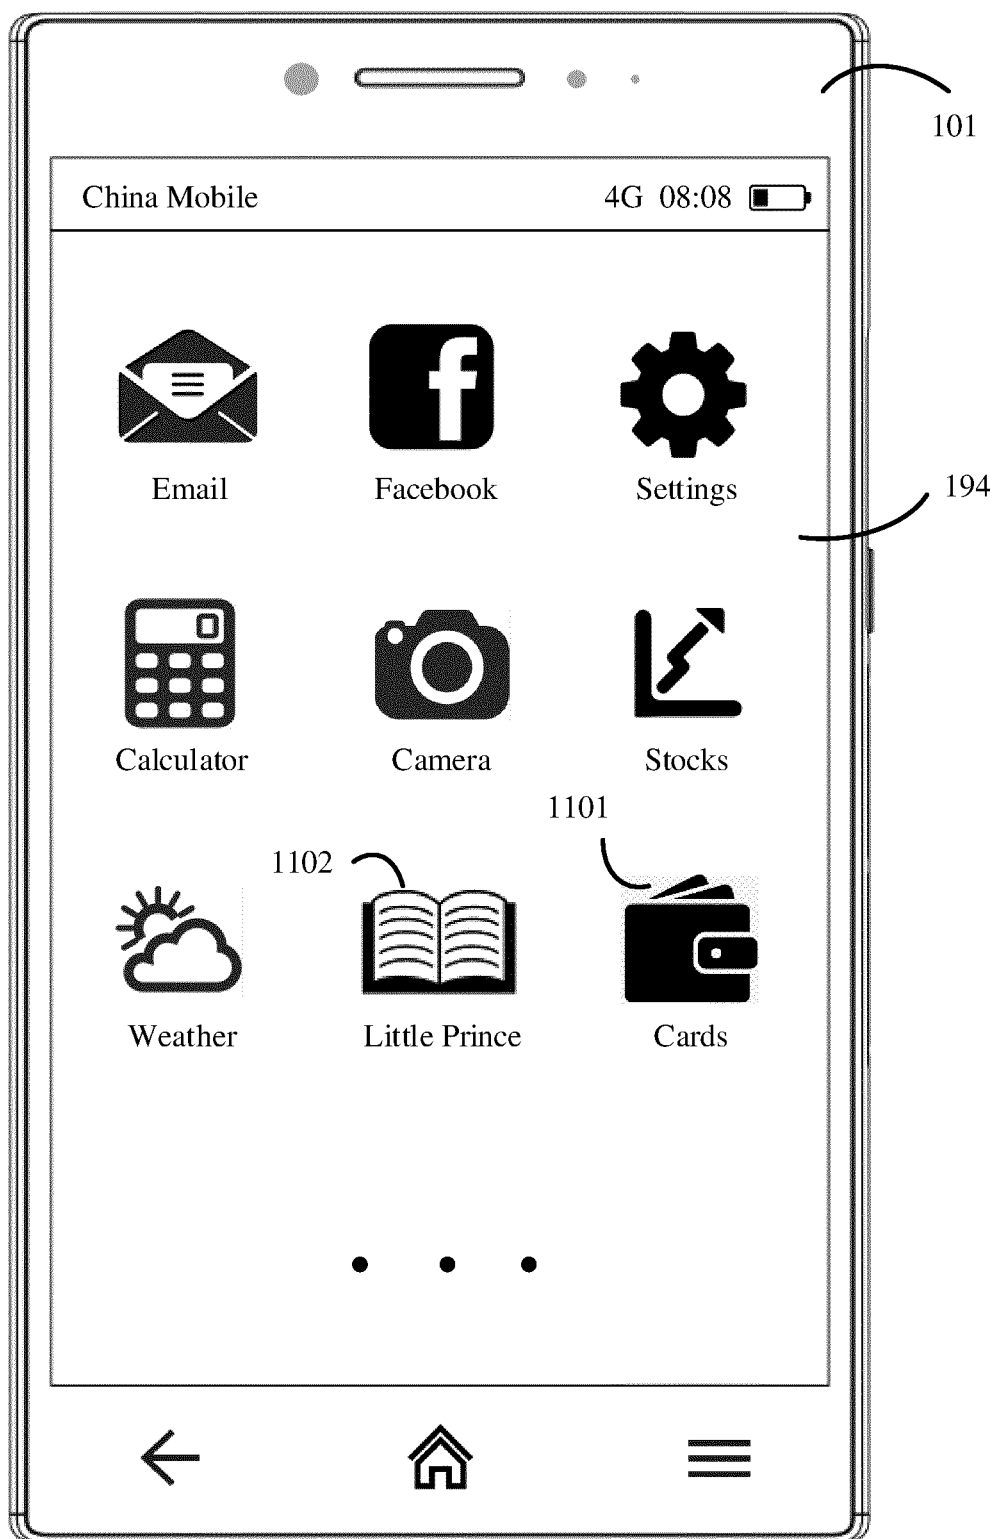 101
China Mobile 4G 08:08
f
Email Facebook Settings
194
0
Calculator Camera Stocks
1101
1102
Weather Little Prince Cards